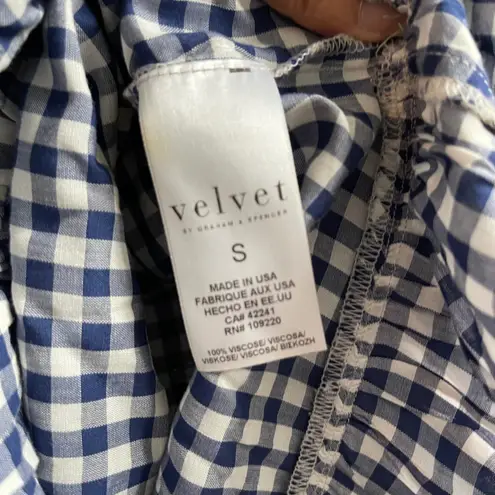 velvet
BY GRAHAM & SPENCER
S
MADE IN USA
FABRIQUE AUX USA
HECHO EN EE.UU
CA# 42241
RN# 109220
100% VISCOSE/ VISCOSA/
VISKOSE/ VISCOSA/ ВІЗКОZН